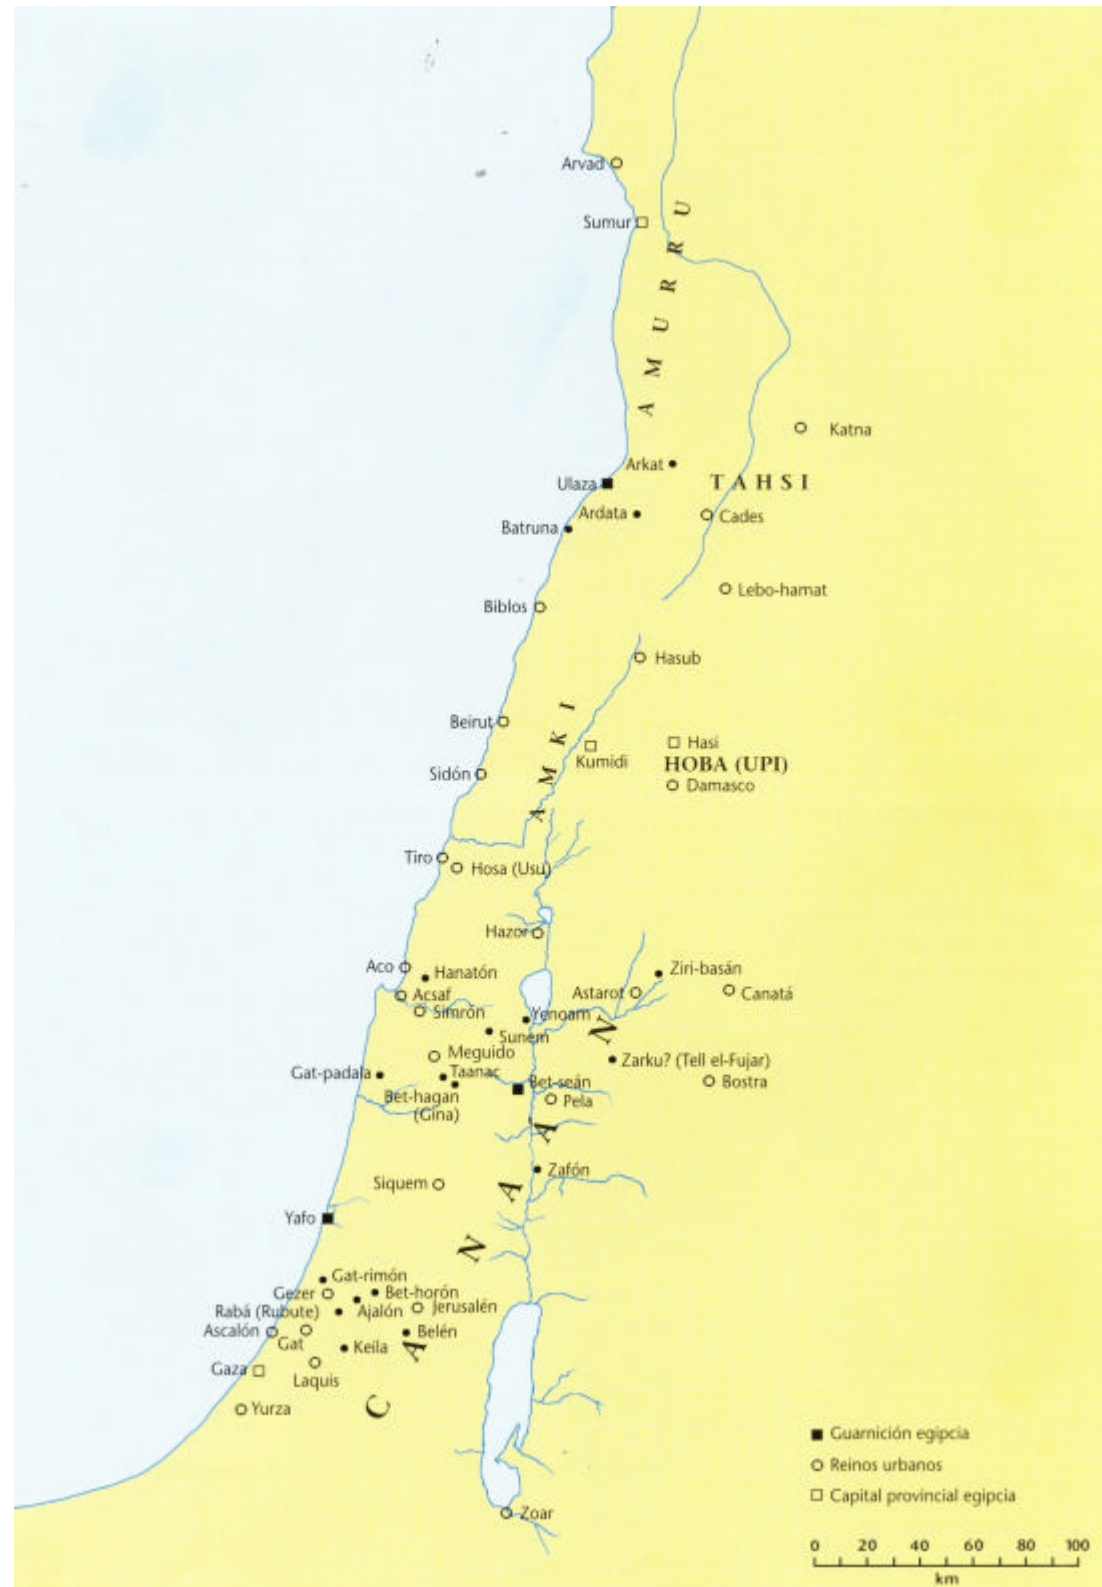 Arvad
Sumur
AMURRU
Katna
Arkat
TAHSI
Ulaza
Ardata
Cades
Batruna
Lebo-hamat
Biblos
Hasub
Beirut
AMKI
Hasi
Kumidi
HOBA (UPI)
Sidón
Damasco
Tiro
Hosa (Usu)
Hazor
Aco
Hanatón
Ziri-basán
Acsaf
Astarot
Canatá
Simrón
Yenoam
Sunem
Meguido
Zarku? (Tell el-Fujar)
Gat-padala
Taanac
Bet-seán
Bostra
Bet-hagan
(Gina)
Pela
Zafón
Siquem
Yafo
CANAAN
Gat-rimón
Gezer
Bet-horón
Rabá (Rubute)
Ajalón
Jerusalén
Ascalón
Gat
Belén
Keila
Gaza
Laquis
Yurza
Zoar
Guarnición egipcia
Reinos urbanos
Capital provincial egipcia
0 20 40 60 80 100
km